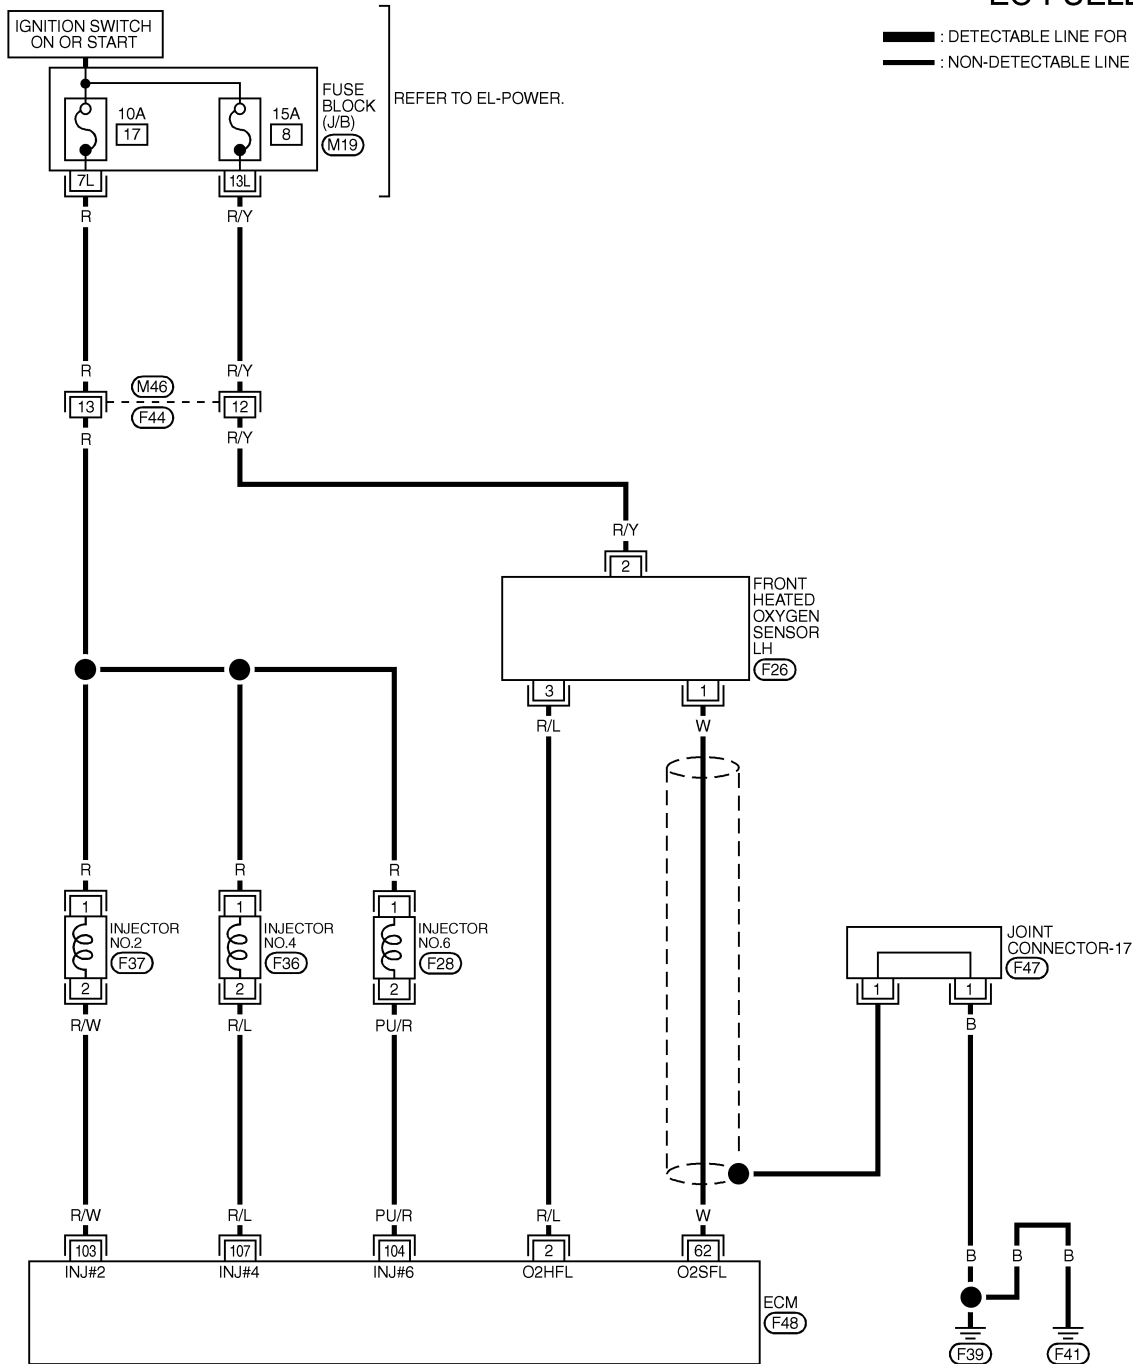 IGNITION SWITCH
ON OR START
: DETECTABLE LINE FOR
: NON-DETECTABLE LINE
10A
17
15A
8
FUSE
BLOCK
(J/B)
M19
REFER TO EL-POWER.
7L
13L
R
R/Y
R
R/Y
13
M46
F44
12
R
R/Y
R/Y
2
FRONT
HEATED
OXYGEN
SENSOR
LH
F26
3
1
R/L
W
R
R
R
1
1
1
INJECTOR
NO.2
F37
INJECTOR
NO.4
F36
INJECTOR
NO.6
F28
2
2
2
R/W
R/L
PU/R
JOINT
CONNECTOR-17
F47
1
1
B
R/W
R/L
PU/R
R/L
W
103
107
104
2
62
INJ#2
INJ#4
INJ#6
O2HFL
O2SFL
B
B
B
ECM
F48
F39
F41